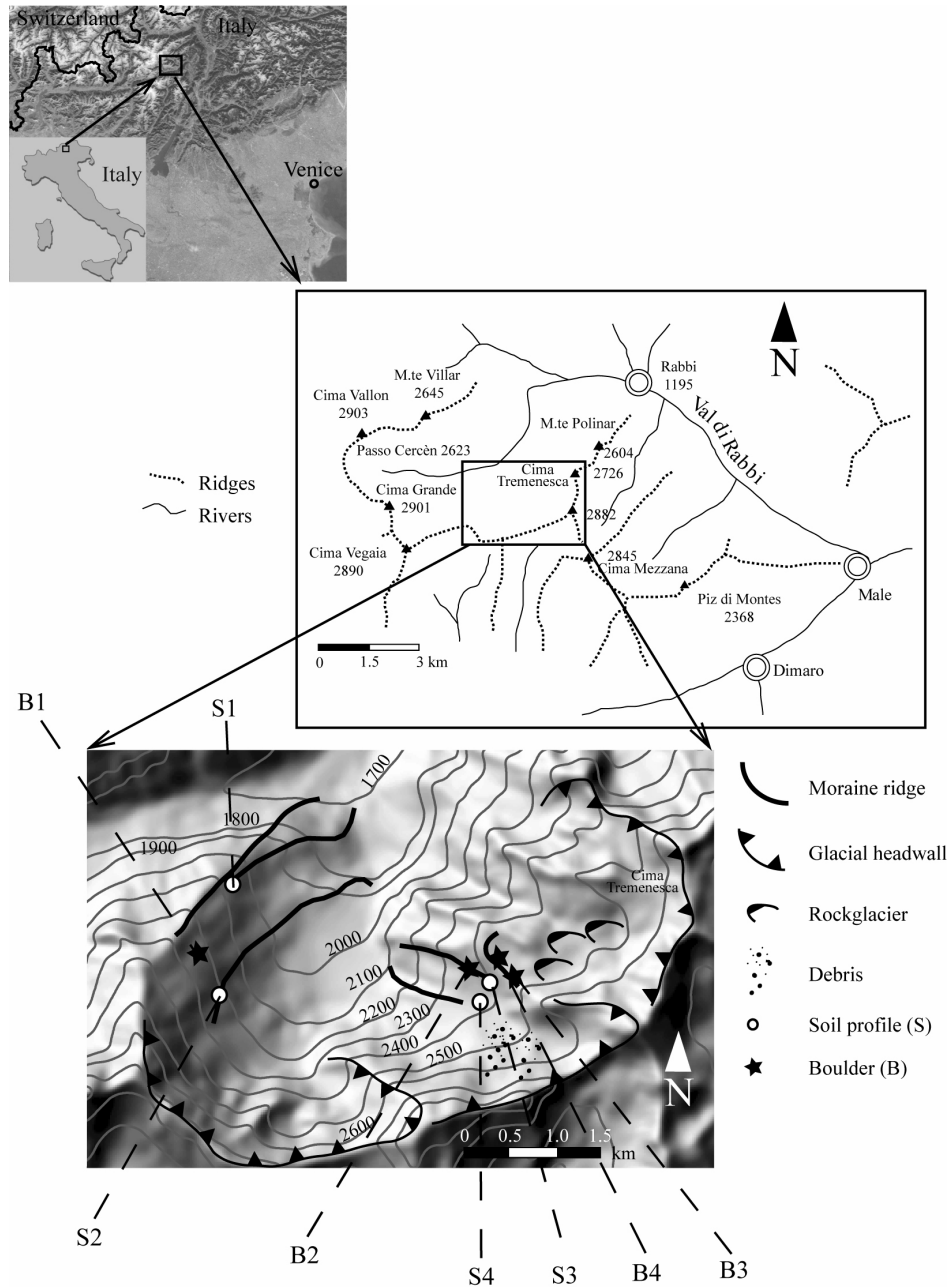 Switzerland
Italy
Italy
Venice
N
Rabbi
1195
Val di Rabbi
M.te Villar
2645
Cima Vallon
2903
Passo Cercèn 2623
M.te Polinar
2604
Cima
Tremenesca
2726
Cima Grande
2901
2882
Cima Vegaia
2890
2845
Cima Mezzana
Piz di Montes
2368
Male
Dimaro
0 1.5 3 km
Ridges
Rivers
B1
S1
1700
1800
1900
2000
2100
2200
2300
2400
2500
2600
Cima
Tremenesca
N
0 0.5 1.0 1.5
km
Moraine ridge
Glacial headwall
Rockglacier
Debris
Soil profile (S)
Boulder (B)
S2
B2
S4
S3
B4
B3